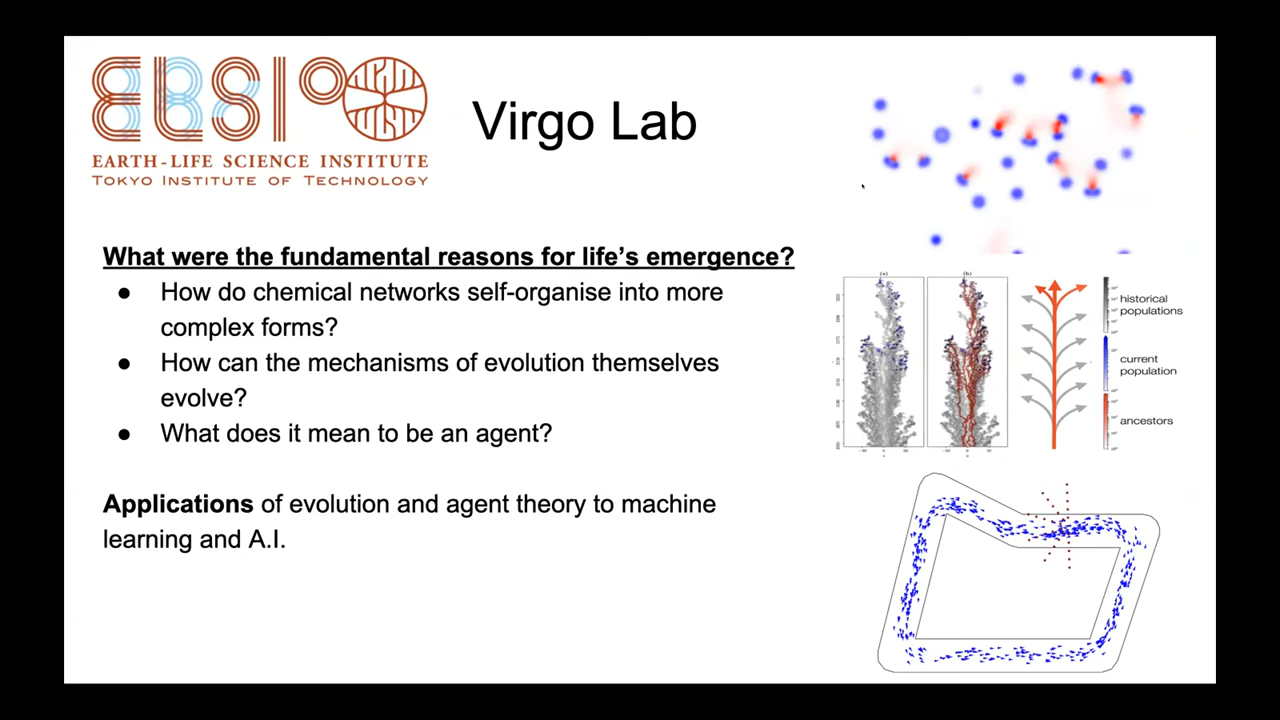 ELSI
EARTH-LIFE SCIENCE INSTITUTE
TOKYO INSTITUTE OF TECHNOLOGY
Virgo Lab
What were the fundamental reasons for life's emergence?
● How do chemical networks self-organise into more
complex forms?
● How can the mechanisms of evolution themselves
evolve?
● What does it mean to be an agent?
Applications of evolution and agent theory to machine
learning and A.I.
(a)
(b)
historical
populations
current
population
ancestors